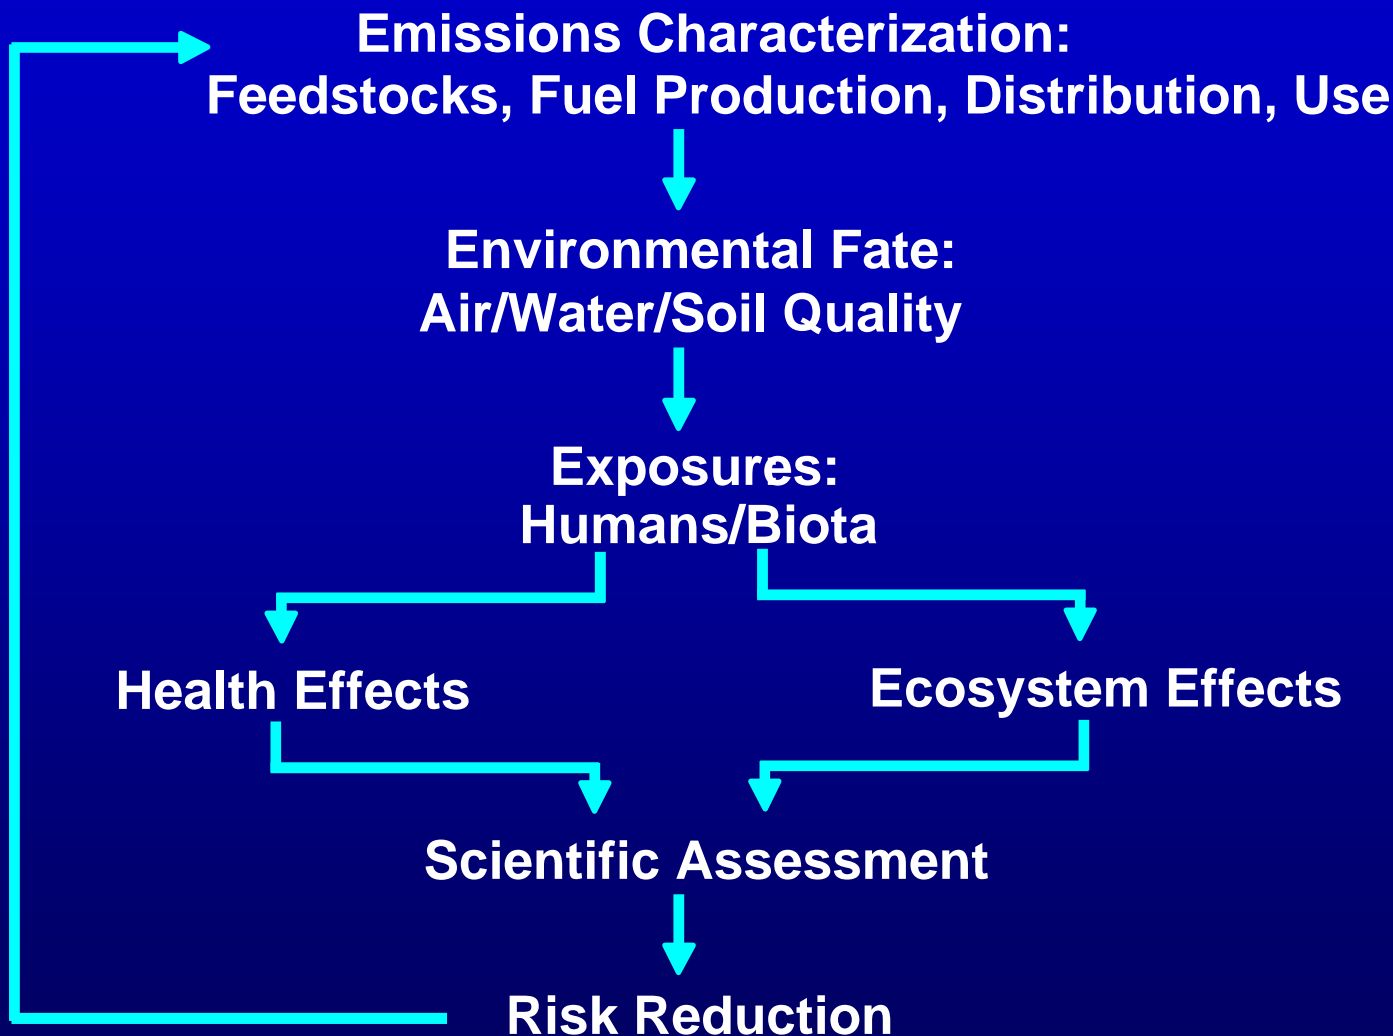 Emissions Characterization:
Feedstocks, Fuel Production, Distribution, Use
Environmental Fate:
Air/Water/Soil Quality
Exposures:
Humans/Biota
Health Effects
Ecosystem Effects
Scientific Assessment
Risk Reduction